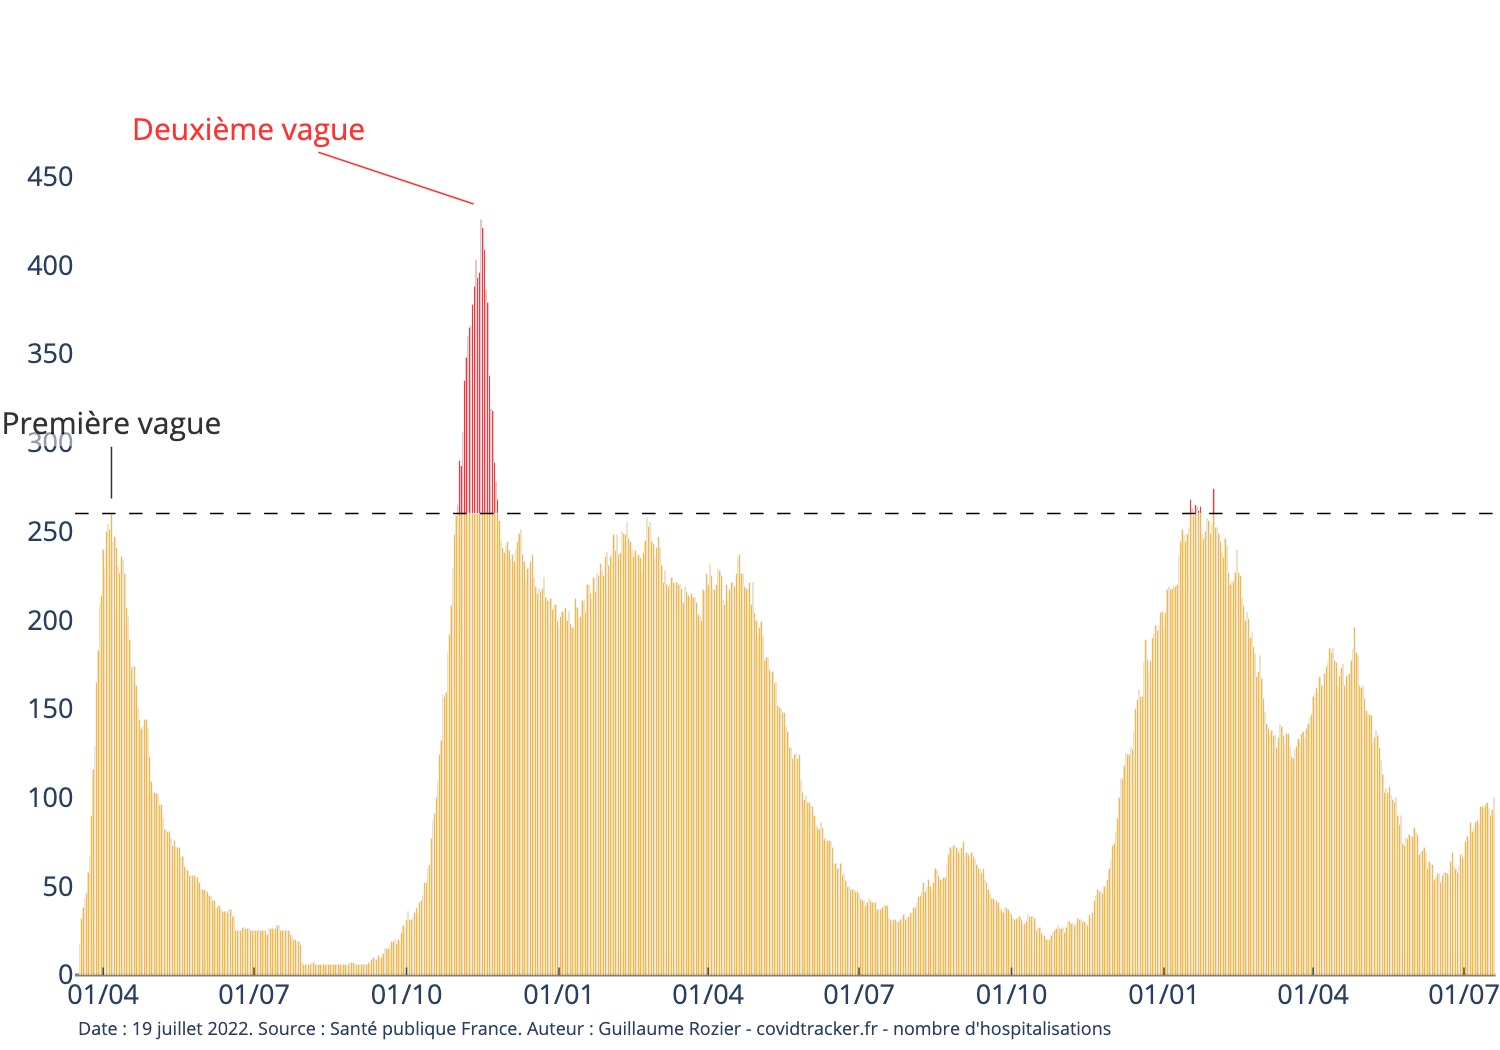 Deuxième vague
450
400
350
Première vague
300
250
200
150
100
50
0
01/04 01/07 01/10 01/01 01/04 01/07 01/10 01/01 01/04 01/07
Date : 19 juillet 2022. Source : Santé publique France. Auteur : Guillaume Rozier - covidtracker.fr - nombre d'hospitalisations